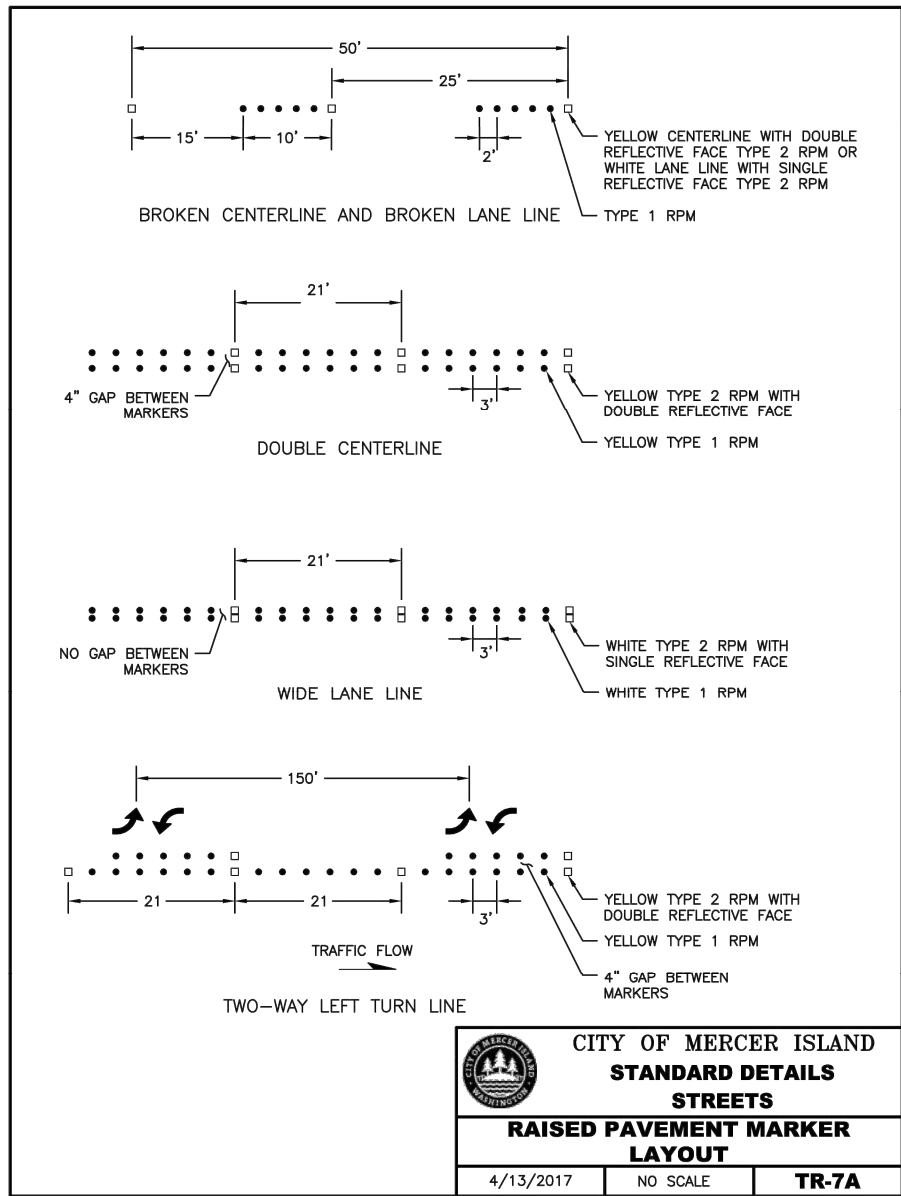 50'
25'
15'
10'
2'
YELLOW CENTERLINE WITH DOUBLE
REFLECTIVE FACE TYPE 2 RPM OR
WHITE LANE LINE WITH SINGLE
REFLECTIVE FACE TYPE 2 RPM
TYPE 1 RPM
BROKEN CENTERLINE AND BROKEN LANE LINE
21'
4" GAP BETWEEN
MARKERS
3'
YELLOW TYPE 2 RPM WITH
DOUBLE REFLECTIVE FACE
YELLOW TYPE 1 RPM
DOUBLE CENTERLINE
21'
NO GAP BETWEEN
MARKERS
3'
WHITE TYPE 2 RPM WITH
SINGLE REFLECTIVE FACE
WHITE TYPE 1 RPM
WIDE LANE LINE
150'
21
21
3'
YELLOW TYPE 2 RPM WITH
DOUBLE REFLECTIVE FACE
YELLOW TYPE 1 RPM
4" GAP BETWEEN
MARKERS
TRAFFIC FLOW
TWO-WAY LEFT TURN LINE
CITY OF MERCER ISLAND
WASHINGTON
CITY OF MERCER ISLAND
STANDARD DETAILS
STREETS
RAISED PAVEMENT MARKER
LAYOUT
4/13/2017
NO SCALE
TR-7A